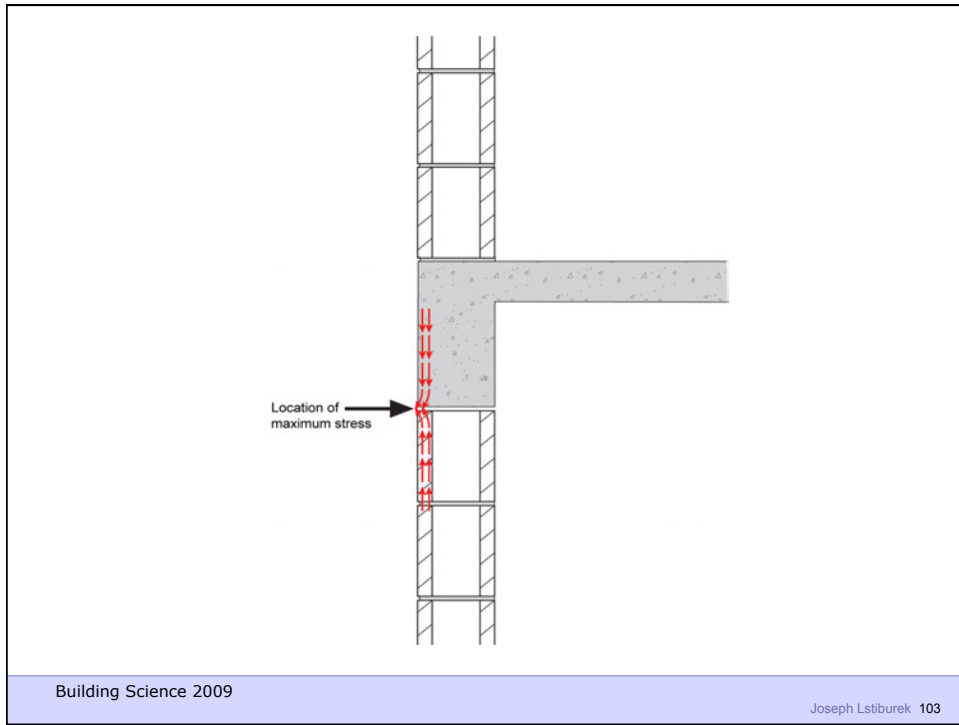 Location of
maximum stress
Building Science 2009
Joseph Lstiburek 103